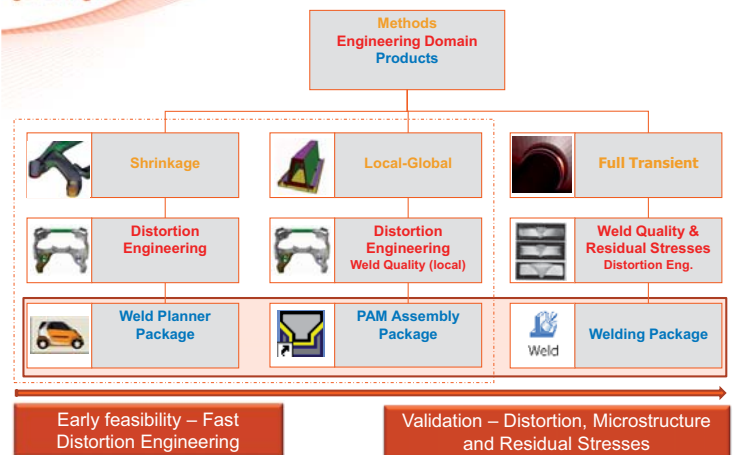 Methods
Engineering Domain
Products
Shrinkage
Local-Global
Full Transient
Distortion
Engineering
Distortion
Engineering
Weld Quality (local)
Weld Quality &
Residual Stresses
Distortion Eng.
Weld Planner
Package
PAM Assembly
Package
Weld
Welding Package
Early feasibility – Fast
Distortion Engineering
Validation – Distortion, Microstructure
and Residual Stresses